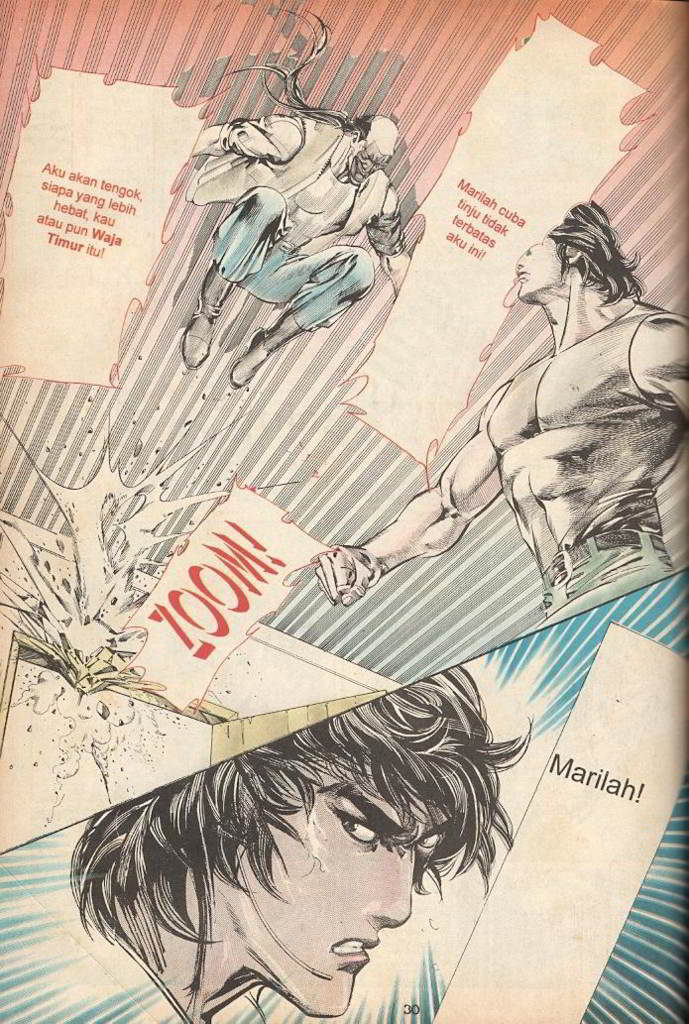 Aku akan tengok,
siapa yang lebih
hebat, kau
atau pun Waja
Timur itu!
Marilah cuba
tinju tidak
terbatas
aku ini!
ZOOM!
Marilah!
30